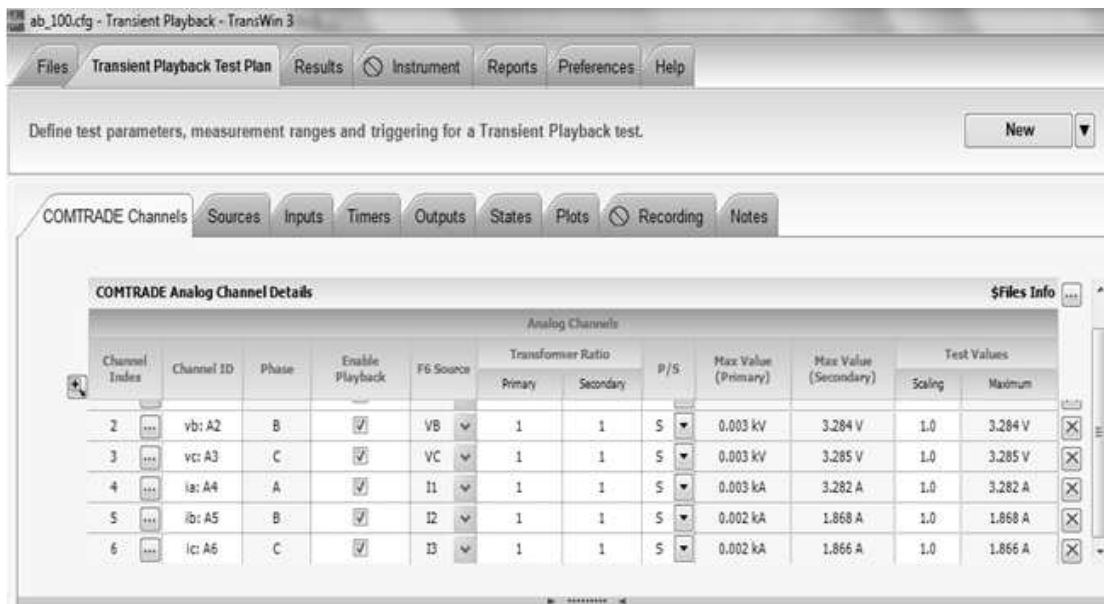 ab_100.cfg - Transient Playback - TransWin 3
Files Transient Playback Test Plan Results Instrument Reports Preferences Help
Define test parameters, measurement ranges and triggering for a Transient Playback test. New
COMTRADE Channels Sources Inputs Timers Outputs States Plots Recording Notes
COMTRADE Analog Channel Details $Files Info ...
Analog Channels
Channel Index Channel ID Phase Enable Playback F6 Source Transformer Ratio P/S Max Value (Primary) Max Value (Secondary) Test Values
Primary Secondary Scaling Maximum
2 ... vb: A2 B VB 1 1 S 0.003 kV 3.284 V 1.0 3.284 V
3 ... vc: A3 C VC 1 1 S 0.003 kV 3.285 V 1.0 3.285 V
4 ... ia: A4 A I1 1 1 S 0.003 kA 3.282 A 1.0 3.282 A
5 ... ib: A5 B I2 1 1 S 0.002 kA 1.868 A 1.0 1.868 A
6 ... ic: A6 C I3 1 1 S 0.002 kA 1.866 A 1.0 1.866 A